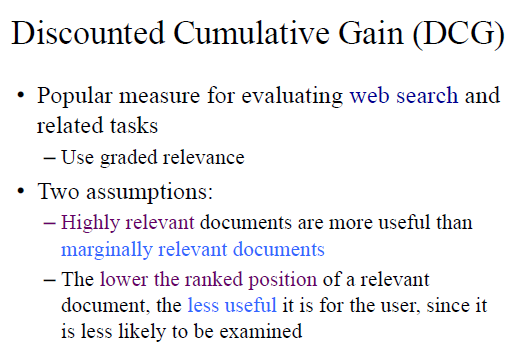 Discounted Cumulative Gain (DCG)
• Popular measure for evaluating web search and
related tasks
– Use graded relevance
• Two assumptions:
– Highly relevant documents are more useful than
marginally relevant documents
– The lower the ranked position of a relevant
document, the less useful it is for the user, since it
is less likely to be examined